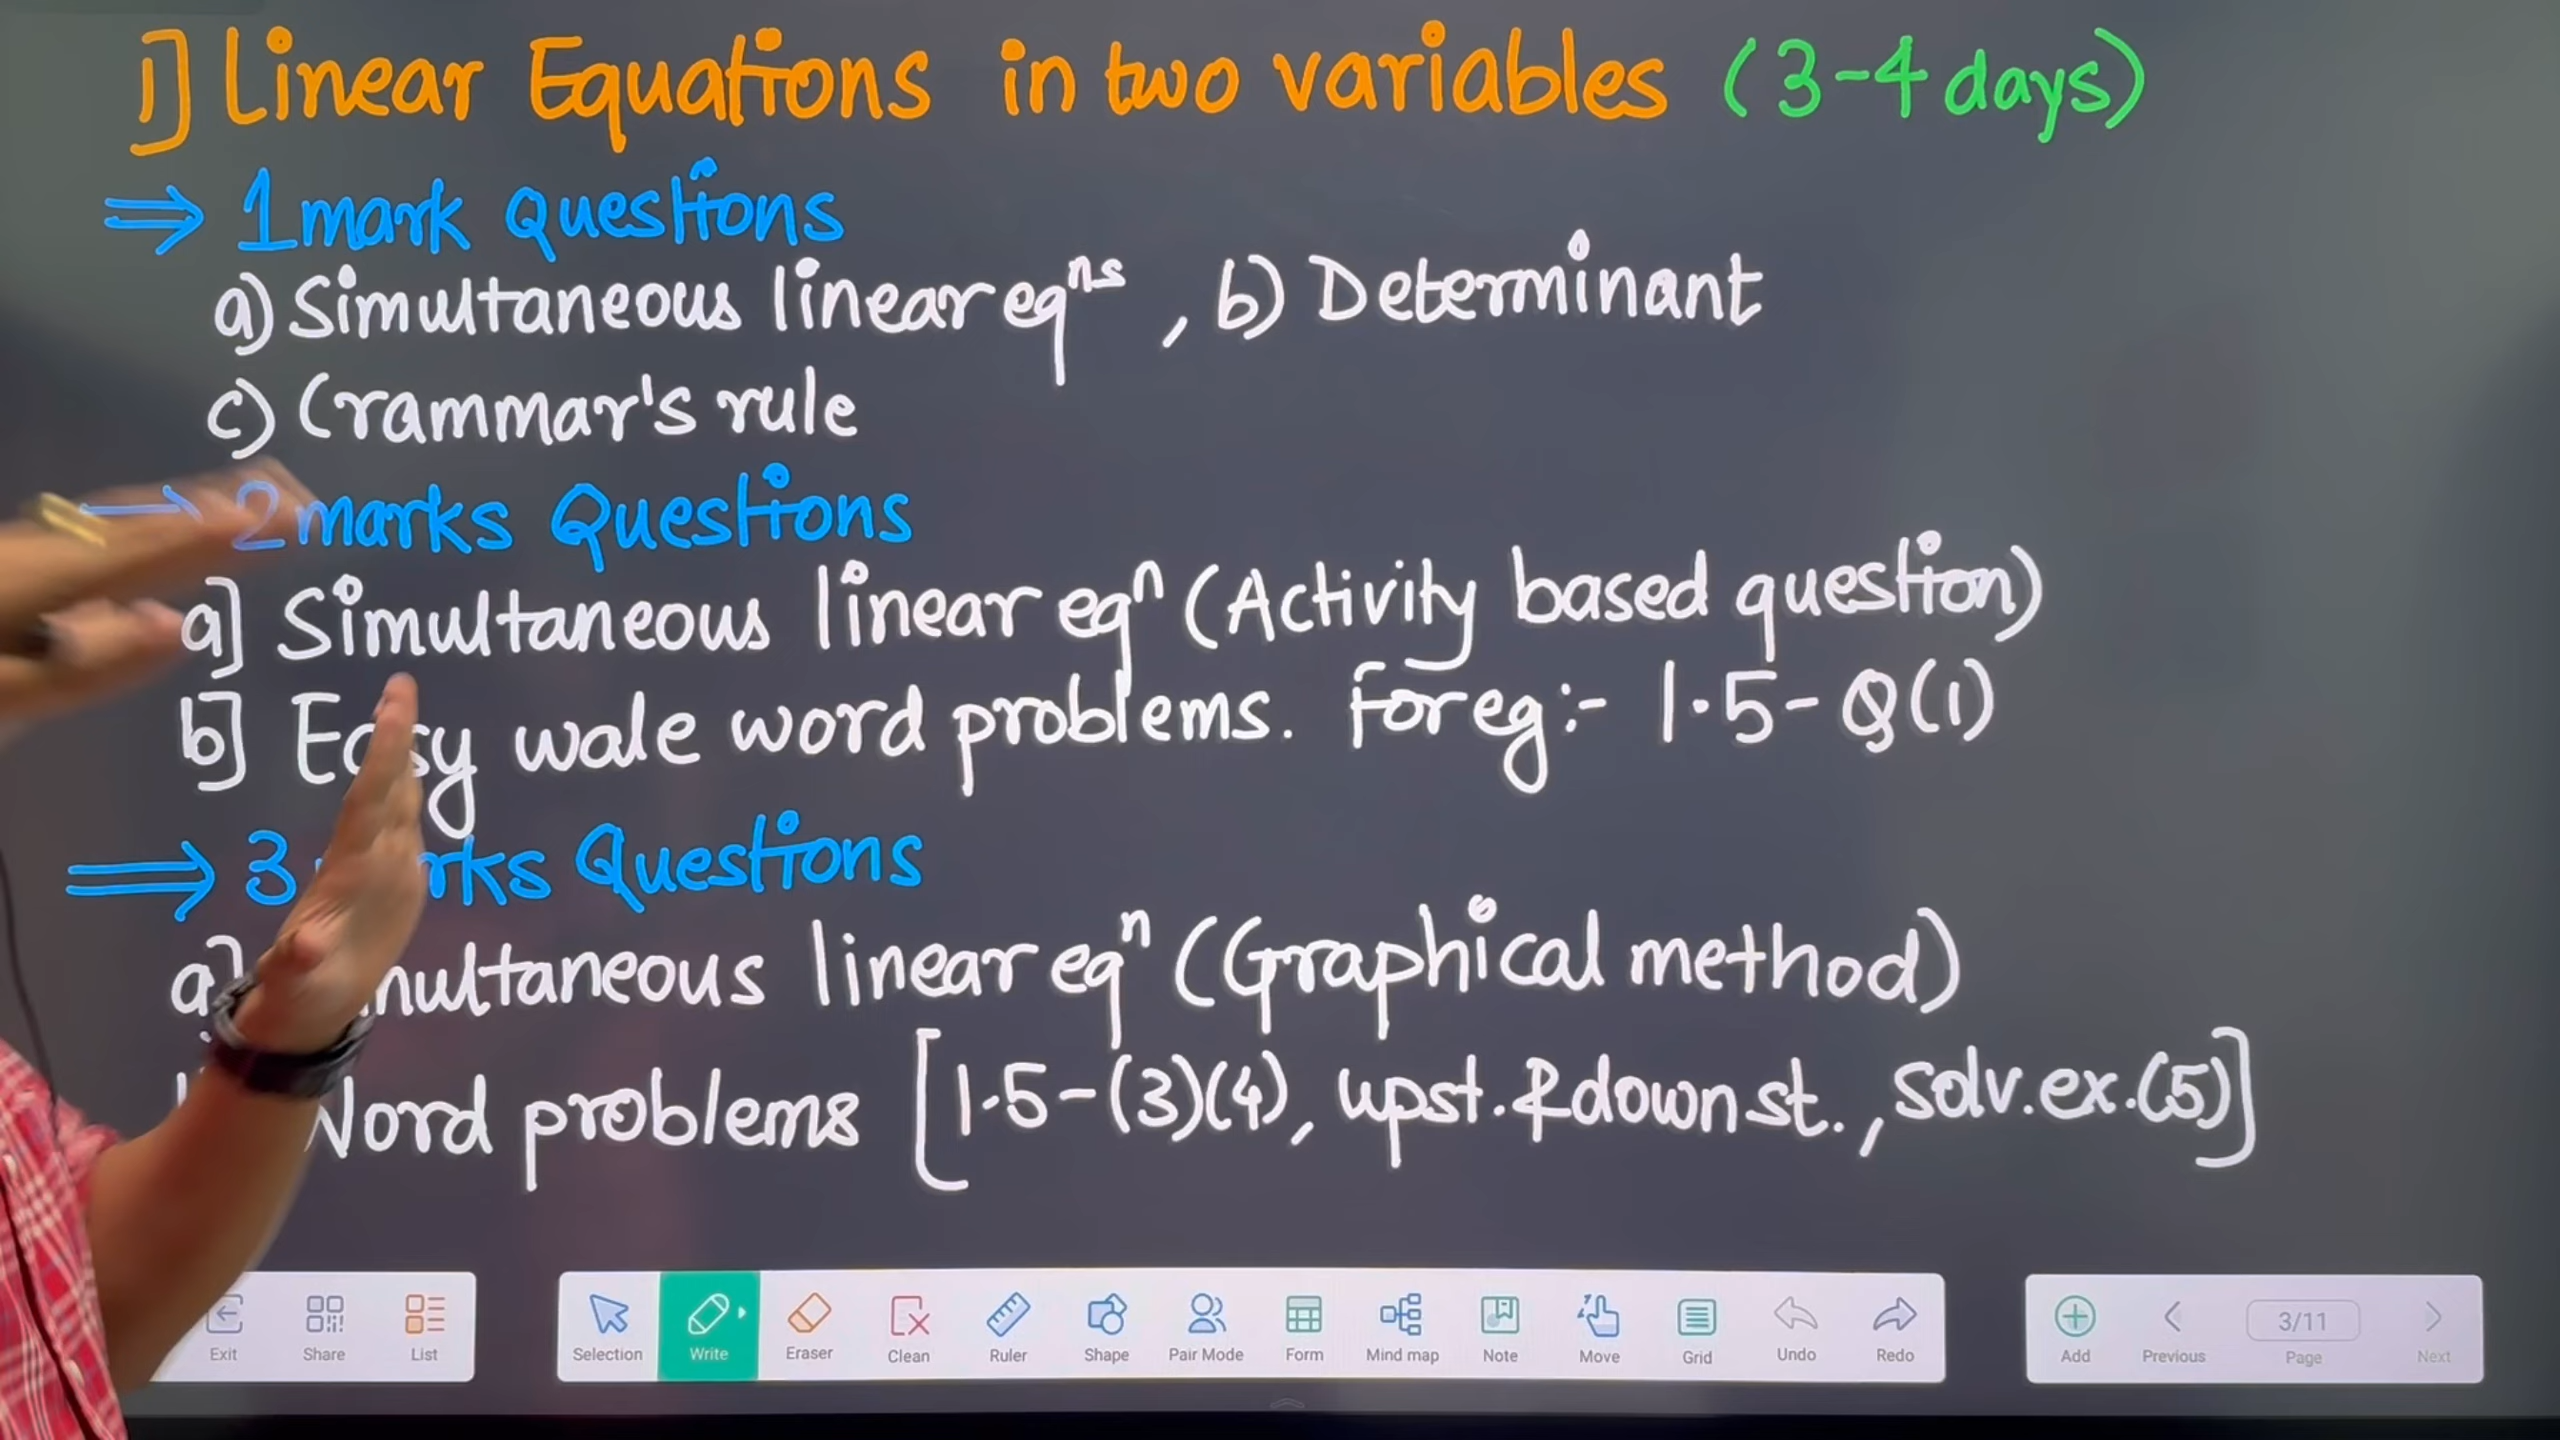 1] Linear Equations in two variables (3-4 days)
⇒ 1 mark Questions
a) Simultaneous linear eqⁿˢ , b) Determinant
c) Crammar's rule
→ 2 marks Questions
a] Simultaneous linear eqⁿ (Activity based question)
b] Easy wale word problems. For eg:- 1.5- Q(1)
⇒ 3 Questions
a] linear eqⁿ (Graphical method)
problems [1.5-(3)(4), upst. & down st., Solv. ex.(5)]
Exit Share List Selection Write Eraser Clean Ruler Shape Pair Mode Form Mind map Note Move Grid Undo Redo Add Previous 3/11 Page Next